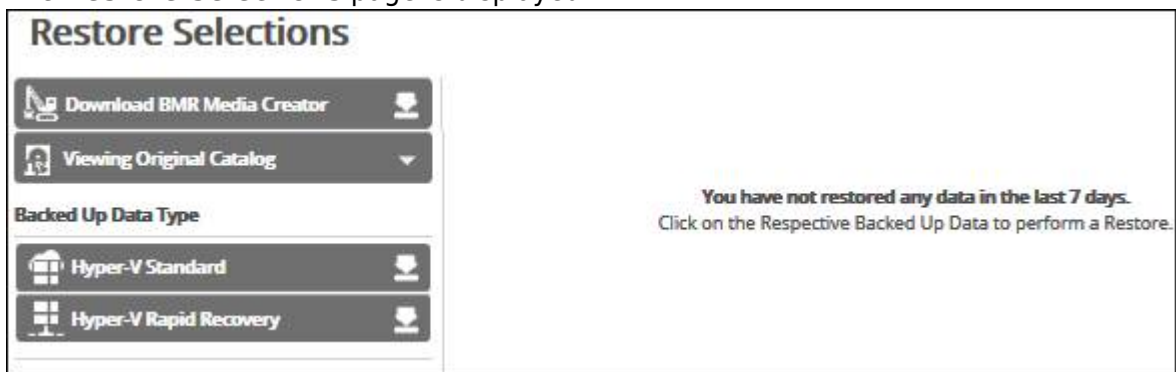 Restore Selections
Download BMR Media Creator
Viewing Original Catalog
Backed Up Data Type
Hyper-V Standard
Hyper-V Rapid Recovery
You have not restored any data in the last 7 days.
Click on the Respective Backed Up Data to perform a Restore.